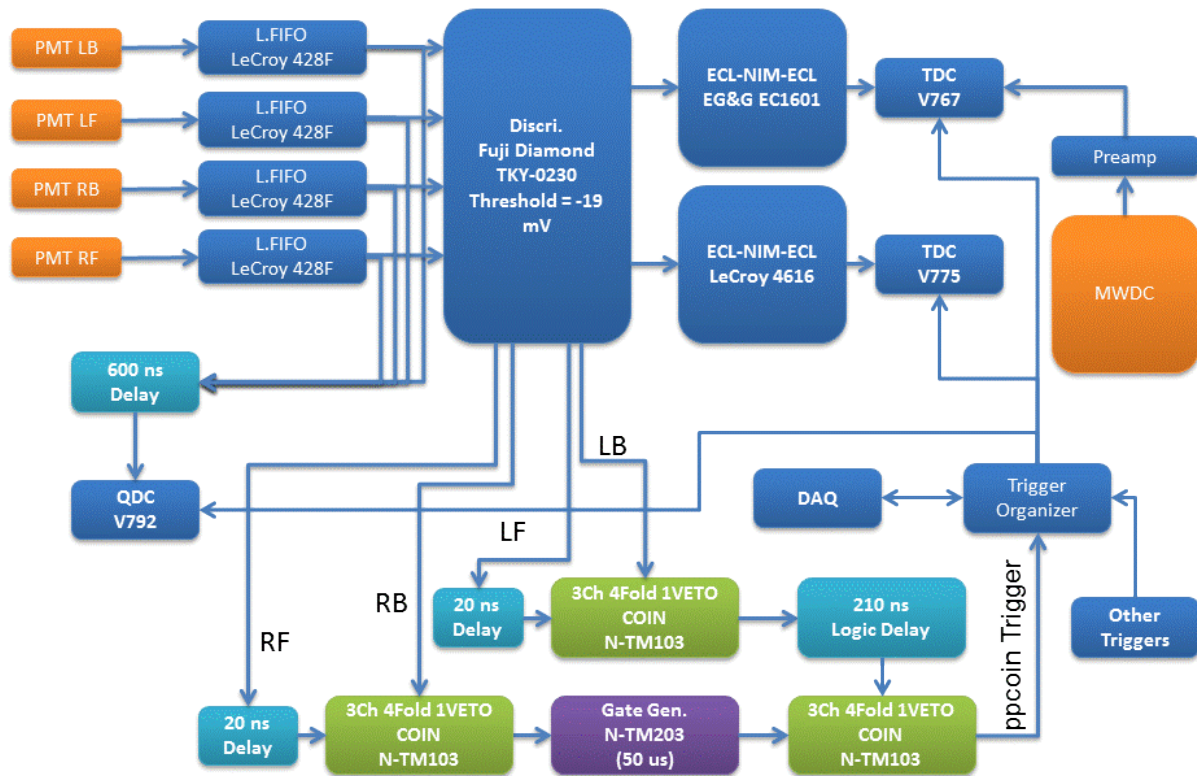 PMT LB
L.FIFO
LeCroy 428F
PMT LF
L.FIFO
LeCroy 428F
PMT RB
L.FIFO
LeCroy 428F
PMT RF
L.FIFO
LeCroy 428F
Discri.
Fuji Diamond
TKY-0230
Threshold = -19
mV
ECL-NIM-ECL
EG&G EC1601
TDC
V767
Preamp
ECL-NIM-ECL
LeCroy 4616
TDC
V775
MWDC
600 ns
Delay
QDC
V792
LB
DAQ
Trigger
Organizer
LF
RB
RF
20 ns
Delay
3Ch 4Fold 1VETO
COIN
N-TM103
210 ns
Logic Delay
ppcoin Trigger
Other
Triggers
20 ns
Delay
3Ch 4Fold 1VETO
COIN
N-TM103
Gate Gen.
N-TM203
(50 us)
3Ch 4Fold 1VETO
COIN
N-TM103